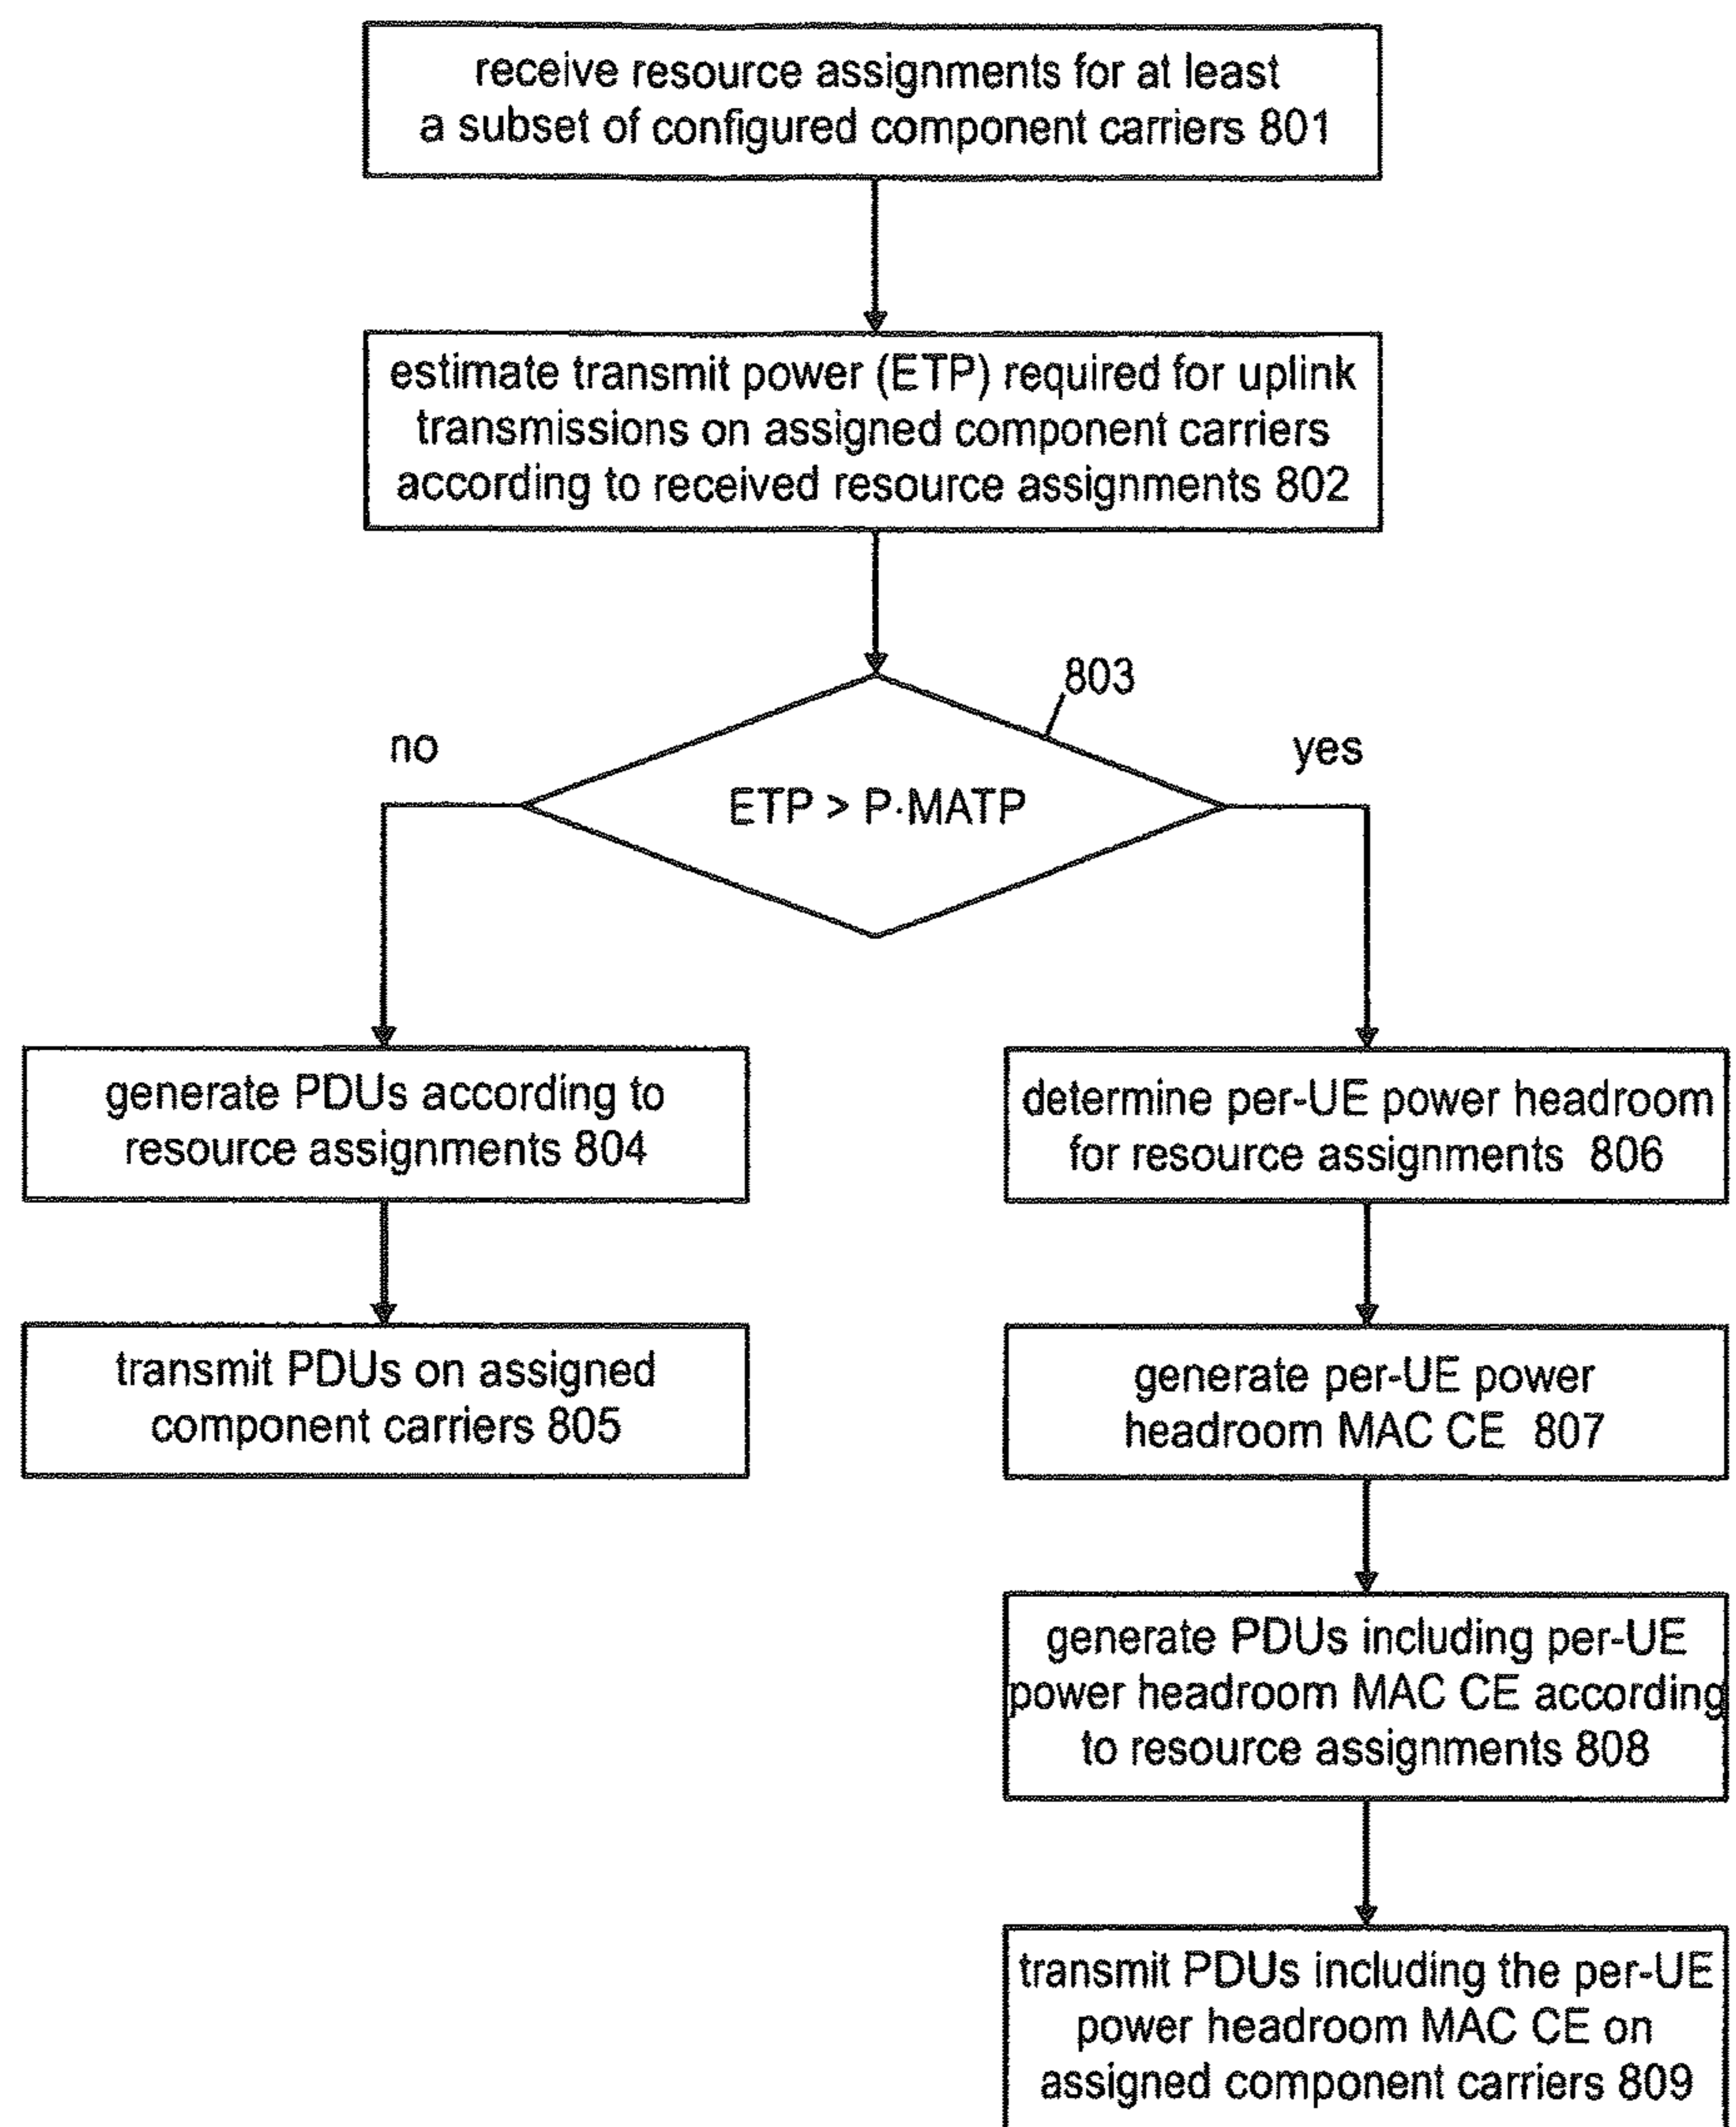 receive resource assignments for at least
a subset of configured component carriers 801
estimate transmit power (ETP) required for uplink
transmissions on assigned component carriers
according to received resource assignments 802
803
no
yes
ETP > P·MATP
generate PDUs according to
resource assignments 804
transmit PDUs on assigned
component carriers 805
determine per-UE power headroom
for resource assignments 806
generate per-UE power
headroom MAC CE 807
generate PDUs including per-UE
power headroom MAC CE according
to resource assignments 808
transmit PDUs including the per-UE
power headroom MAC CE on
assigned component carriers 809